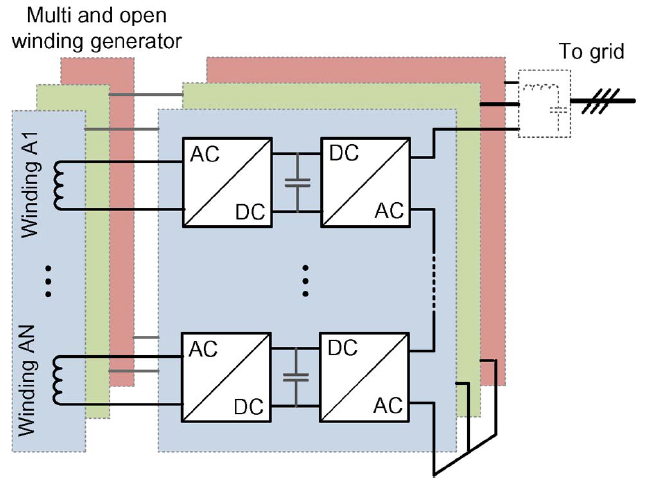 Multi and open
winding generator
To grid
Winding A1
AC
DC
DC
AC
Winding AN
AC
DC
DC
AC